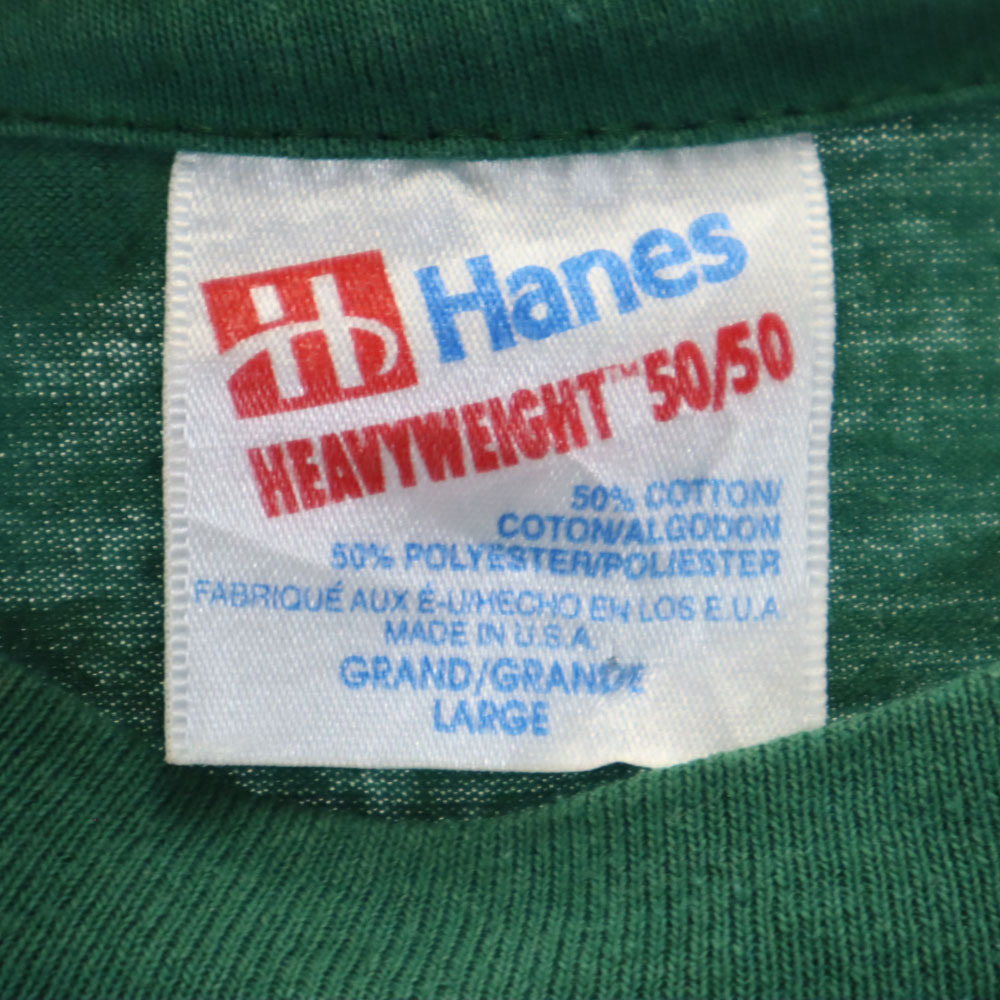 Hanes
HEAVYWEIGHT™ 50/50
50% COTTON/
COTON/ALGODON
50% POLYESTER/POLIESTER
FABRIQUÉ AUX É-U/HECHO EN LOS E.U.A.
MADE IN U.S.A.
GRAND/GRANDE
LARGE